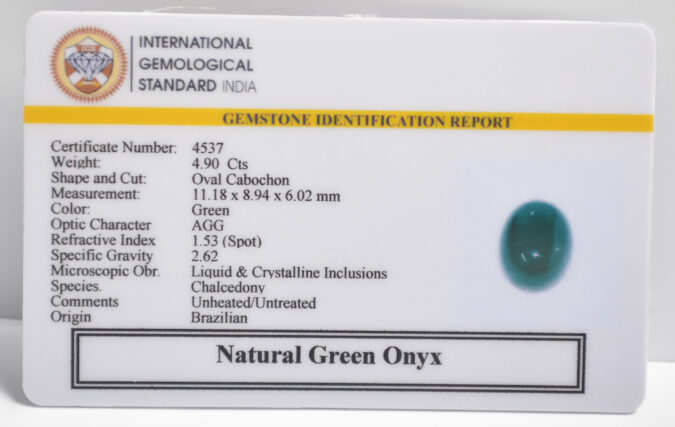 INTERNATIONAL
GEMOLOGICAL
STANDARD INDIA
GEMSTONE IDENTIFICATION REPORT
Certificate Number: 4537
Weight: 4.90 Cts
Shape and Cut: Oval Cabochon
Measurement: 11.18 x 8.94 x 6.02 mm
Color: Green
Optic Character AGG
Refractive Index 1.53 (Spot)
Specific Gravity 2.62
Microscopic Obr. Liquid & Crystalline Inclusions
Species. Chalcedony
Comments Unheated/Untreated
Origin Brazilian
Natural Green Onyx